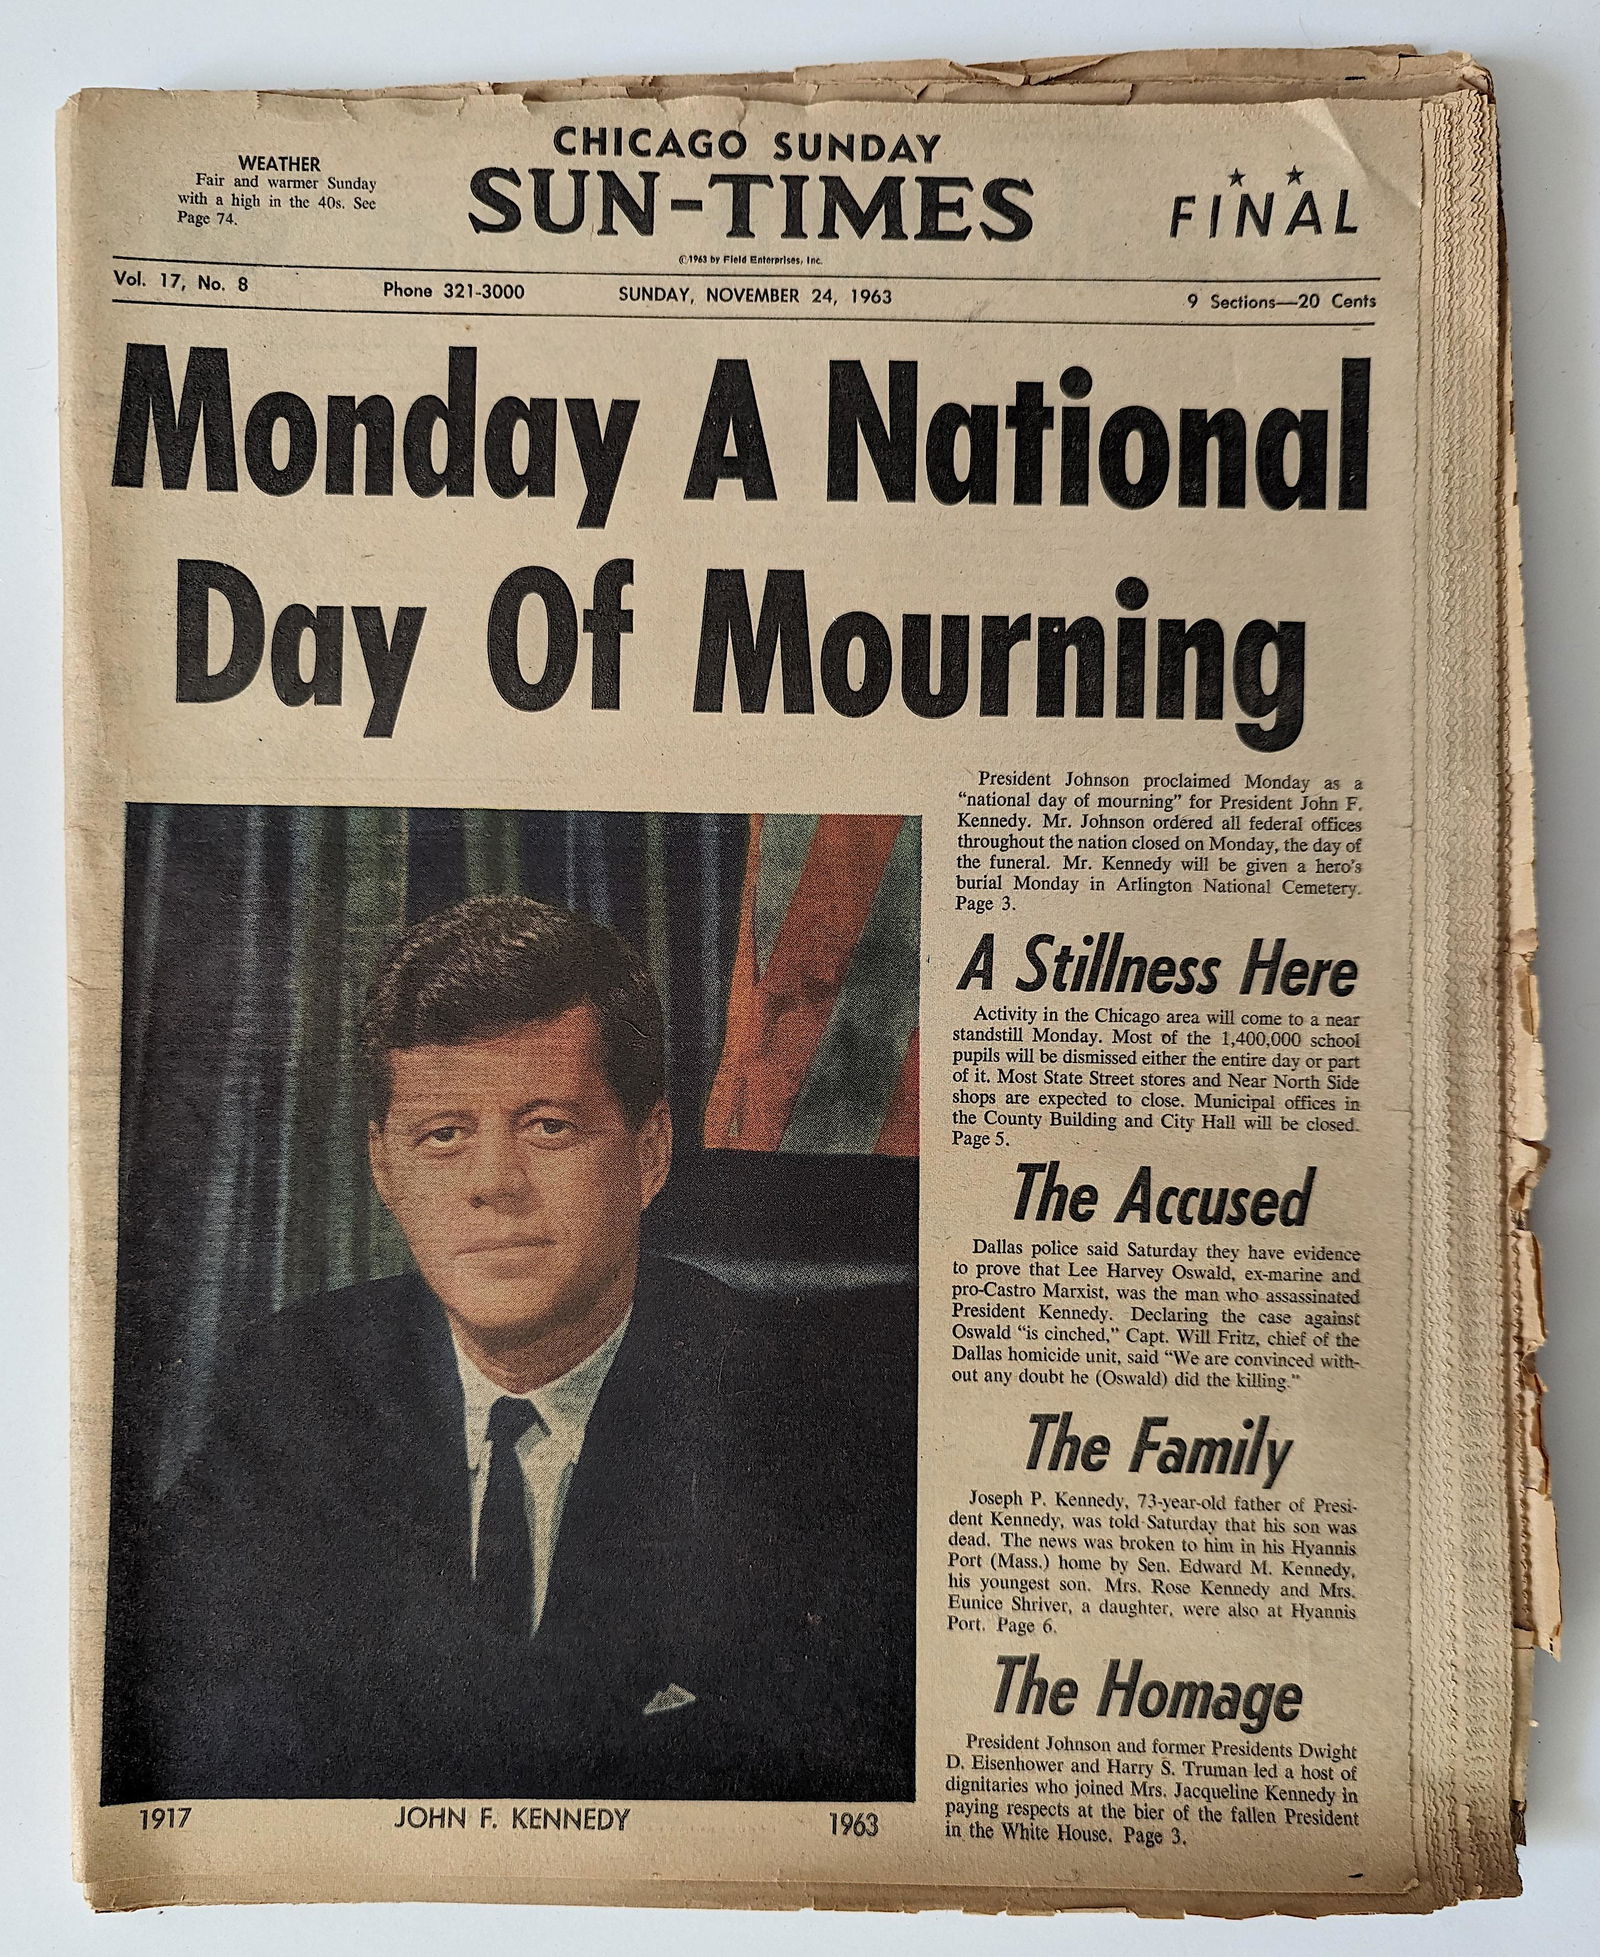 WEATHER
Fair and warmer Sunday
with a high in the 40s. See
Page 74.
CHICAGO SUNDAY
SUN-TIMES
©1963 by Field Enterprises, Inc.
FINAL
Vol. 17, No. 8 Phone 321-3000 SUNDAY, NOVEMBER 24, 1963 9 Sections—20 Cents
Monday A National
Day Of Mourning
President Johnson proclaimed Monday as a
“national day of mourning” for President John F.
Kennedy. Mr. Johnson ordered all federal offices
throughout the nation closed on Monday, the day of
the funeral. Mr. Kennedy will be given a hero's
burial Monday in Arlington National Cemetery.
Page 3.
A Stillness Here
Activity in the Chicago area will come to a near
standstill Monday. Most of the 1,400,000 school
pupils will be dismissed either the entire day or part
of it. Most State Street stores and Near North Side
shops are expected to close. Municipal offices in
the County Building and City Hall will be closed.
Page 5.
The Accused
Dallas police said Saturday they have evidence
to prove that Lee Harvey Oswald, ex-marine and
pro-Castro Marxist, was the man who assassinated
President Kennedy. Declaring the case against
Oswald “is cinched,” Capt. Will Fritz, chief of the
Dallas homicide unit, said “We are convinced with-
out any doubt he (Oswald) did the killing.”
The Family
Joseph P. Kennedy, 73-year-old father of Presi-
dent Kennedy, was told Saturday that his son was
dead. The news was broken to him in his Hyannis
Port (Mass.) home by Sen. Edward M. Kennedy,
his youngest son. Mrs. Rose Kennedy and Mrs.
Eunice Shriver, a daughter, were also at Hyannis
Port. Page 6.
The Homage
President Johnson and former Presidents Dwight
D. Eisenhower and Harry S. Truman led a host of
dignitaries who joined Mrs. Jacqueline Kennedy in
paying respects at the bier of the fallen President
in the White House. Page 3.
1917 JOHN F. KENNEDY 1963